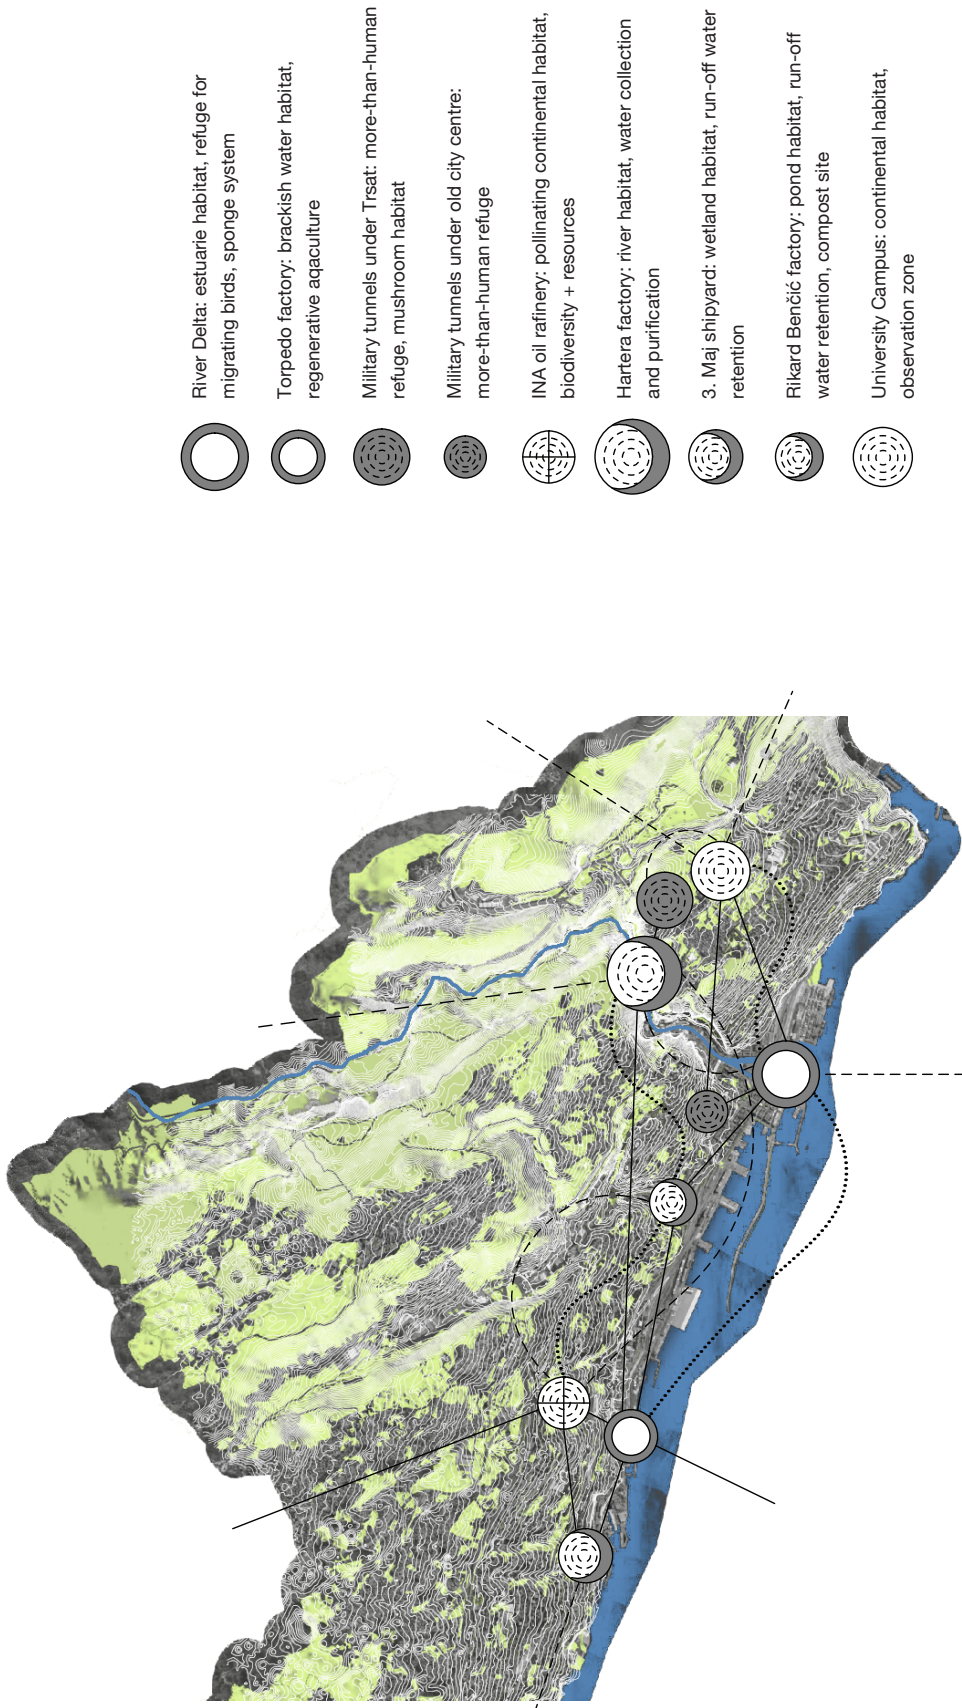 River Delta: estuarie habitat, refuge for
migrating birds, sponge system
Torpedo factory: brackish water habitat,
regenerative aqaculture
Military tunnels under Trsat: more-than-human
refuge, mushroom habitat
Military tunnels under old city centre:
more-than-human refuge
INA oil rafinery: pollinating continental habitat,
biodiversity + resources
Hartera factory: river habitat, water collection
and purification
3. Maj shipyard: wetland habitat, run-off water
retention
Rikard Benčić factory: pond habitat, run-off
water retention, compost site
University Campus: continental habitat,
observation zone